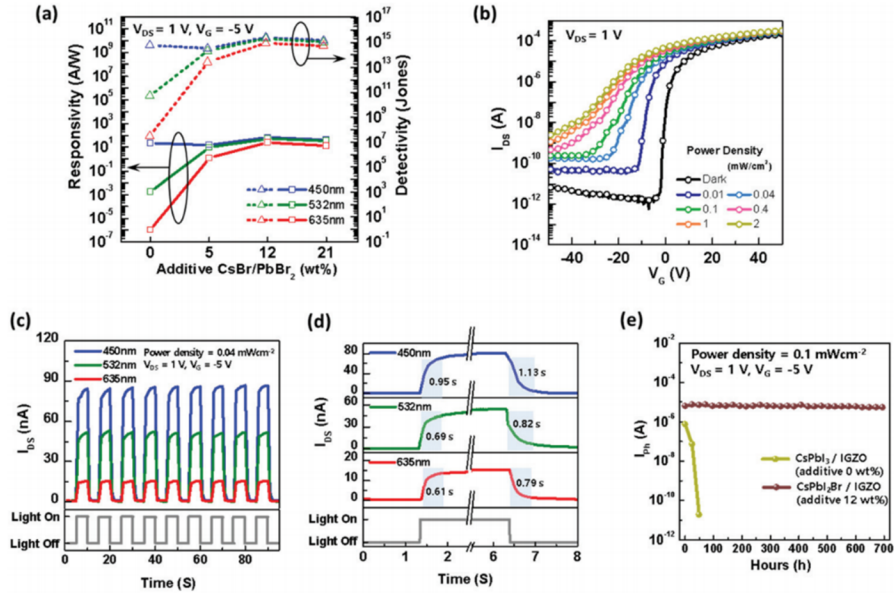 (a)
V_DS = 1 V, V_G = -5 V
Responsivity (A/W)
10^11
10^9
10^7
10^5
10^3
10^1
10^-1
10^-3
10^-5
10^-7
Detectivity (Jones)
10^17
10^15
10^13
10^11
10^9
10^7
10^5
10^3
10^1
10^-1
450nm
532nm
635nm
0 5 12 21
Additive CsBr/PbBr_2 (wt%)
(b)
V_DS = 1 V
I_DS (A)
10^-4
10^-6
10^-8
10^-10
10^-12
10^-14
Power Density
(mW/cm^2)
Dark
0.01 0.04
0.1 0.4
1 2
-40 -20 0 20 40
V_G (V)
(c)
I_DS (nA)
120
90
60
30
0
450nm Power density = 0.04 mWcm^-2
532nm V_DS = 1 V, V_G = -5 V
635nm
Light On
Light Off
0 20 40 60 80
Time (S)
(d)
I_DS (nA)
80
40
0
450nm
0.95 s
1.13 s
60
30
0
532nm
0.69 s
0.82 s
20
10
0
635nm
0.61 s
0.79 s
Light On
Light Off
0 1 2 6 7 8
Time (S)
(e)
I_Ph (A)
10^-2
10^-4
10^-6
10^-8
10^-10
10^-12
Power density = 0.1 mWcm^-2
V_DS = 1 V, V_G = -5 V
CsPbI_3 / IGZO
(additive 0 wt%)
CsPbI_2Br / IGZO
(additve 12 wt%)
0 100 200 300 400 500 600 700
Hours (h)